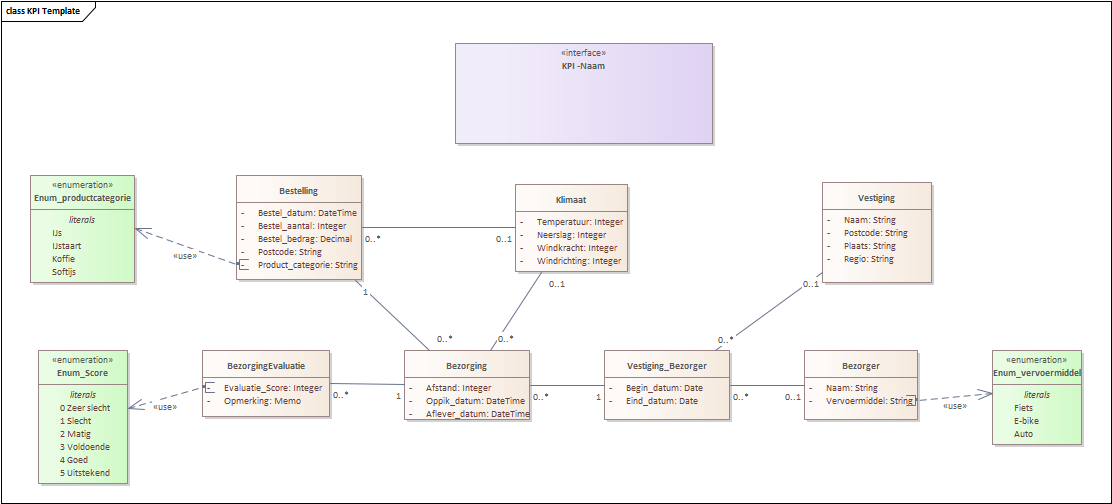 class KPI Template
«interface»
KPI -Naam
«enumeration»
Enum_productcategorie
literals
IJs
IJstaart
Koffie
Softijs
«use»
Bestelling
- Bestel_datum: DateTime
- Bestel_aantal: Integer
- Bestel_bedrag: Decimal
- Postcode: String
- Product_categorie: String
0..*
0..1
Klimaat
- Temperatuur: Integer
- Neerslag: Integer
- Windkracht: Integer
- Windrichting: Integer
Vestiging
- Naam: String
- Postcode: String
- Plaats: String
- Regio: String
1
0..*
0..1
0..*
0..1
0..*
«enumeration»
Enum_Score
literals
0 Zeer slecht
1 Slecht
2 Matig
3 Voldoende
4 Goed
5 Uitstekend
«use»
BezorgingEvaluatie
- Evaluatie_Score: Integer
- Opmerking: Memo
0..*
1
Bezorging
- Afstand: Integer
- Oppik_datum: DateTime
- Aflever_datum: DateTime
0..*
1
Vestiging_Bezorger
- Begin_datum: Date
- Eind_datum: Date
0..*
0..1
Bezorger
- Naam: String
- Vervoermiddel: String
«use»
«enumeration»
Enum_vervoermiddel
literals
Fiets
E-bike
Auto